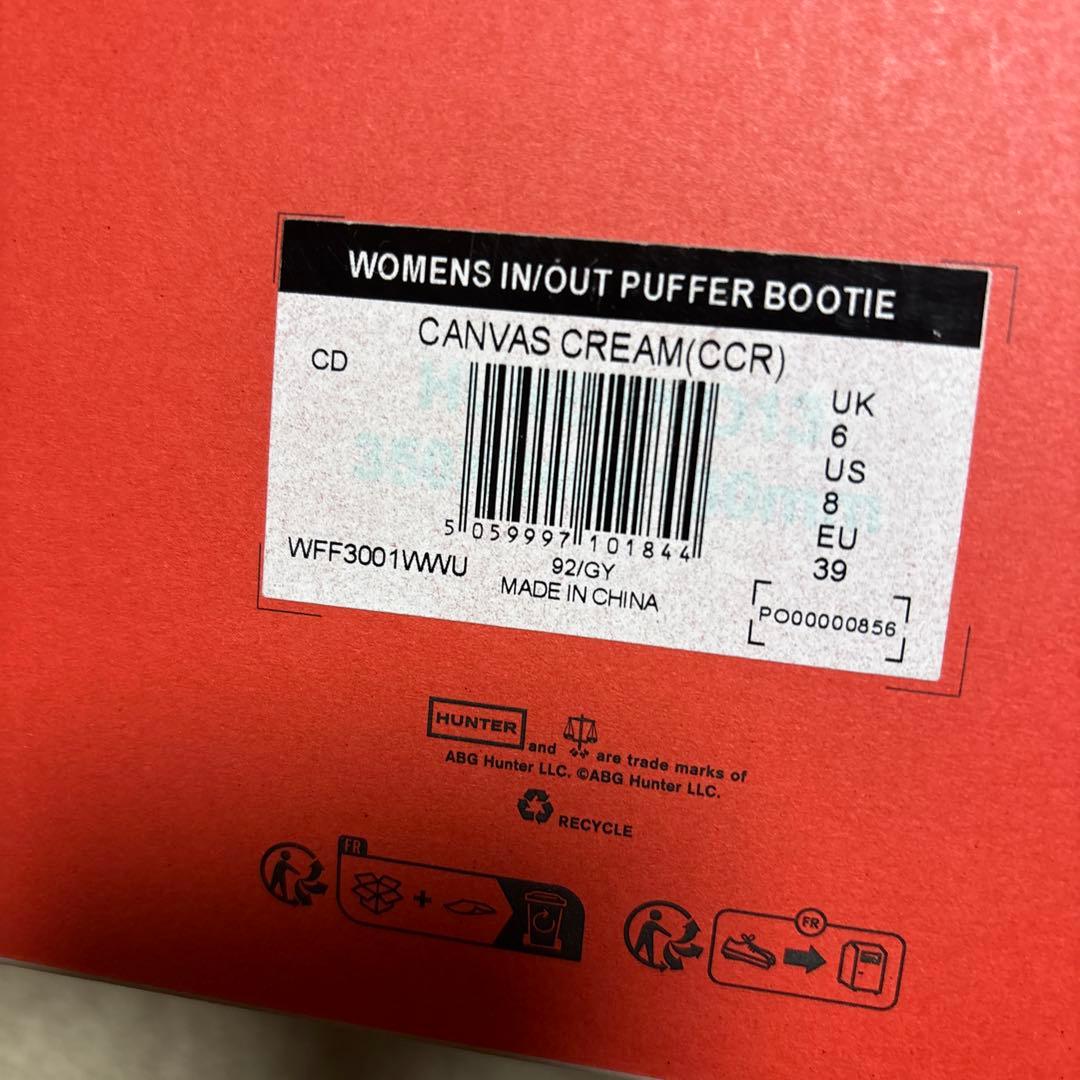 WOMENS IN/OUT PUFFER BOOTIE
CANVAS CREAM(CCR)
CD
UK
6
US
8
EU
39
5 059997 101844
WFF3001WWU
92/GY
MADE IN CHINA
PO00000856
HUNTER and are trade marks of
ABG Hunter LLC. ©ABG Hunter LLC.
RECYCLE
FR
FR